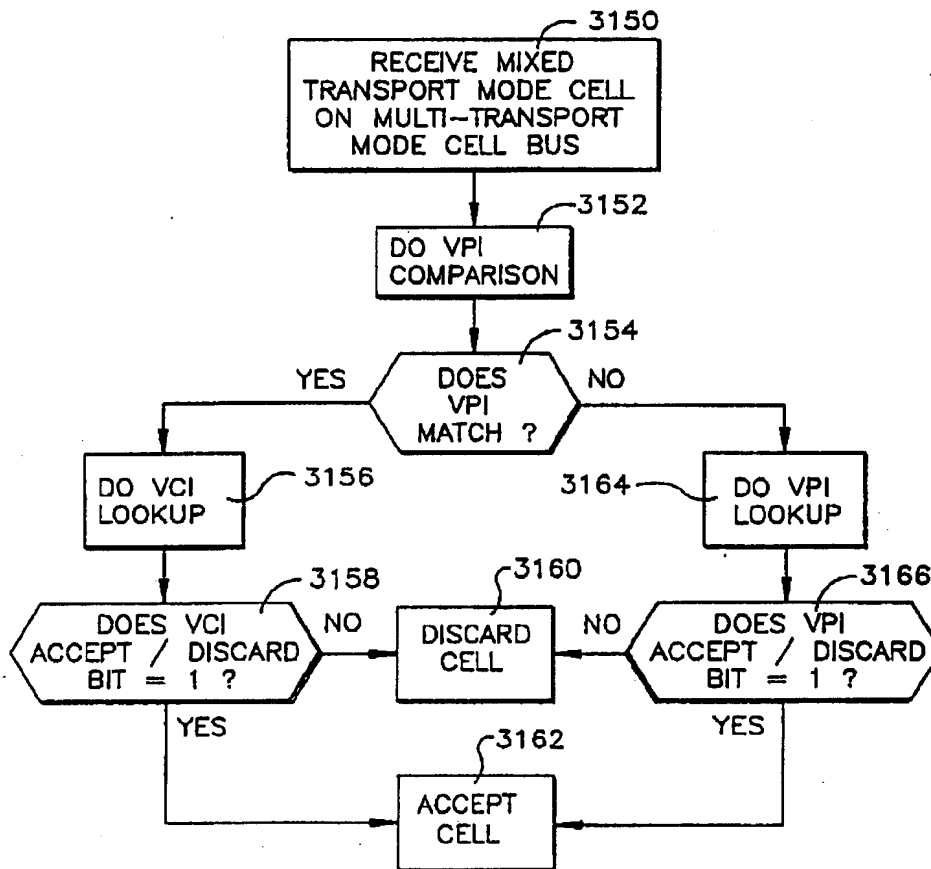 3150
RECEIVE MIXED
TRANSPORT MODE CELL
ON MULTI-TRANSPORT
MODE CELL BUS
3152
DO VPI
COMPARISON
3154
YES
DOES
VPI
MATCH ?
NO
DO VCI
LOOKUP
3156
3164
DO VPI
LOOKUP
3158
DOES VCI
ACCEPT / DISCARD
BIT = 1 ?
NO
YES
3160
DISCARD
CELL
3166
DOES VPI
ACCEPT / DISCARD
BIT = 1 ?
NO
YES
3162
ACCEPT
CELL